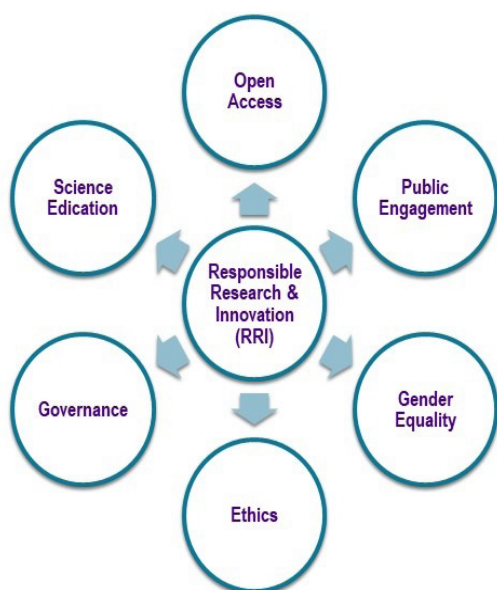 Open
Access
Science
Edication
Public
Engagement
Responsible
Research &
Innovation
(RRI)
Governance
Gender
Equality
Ethics